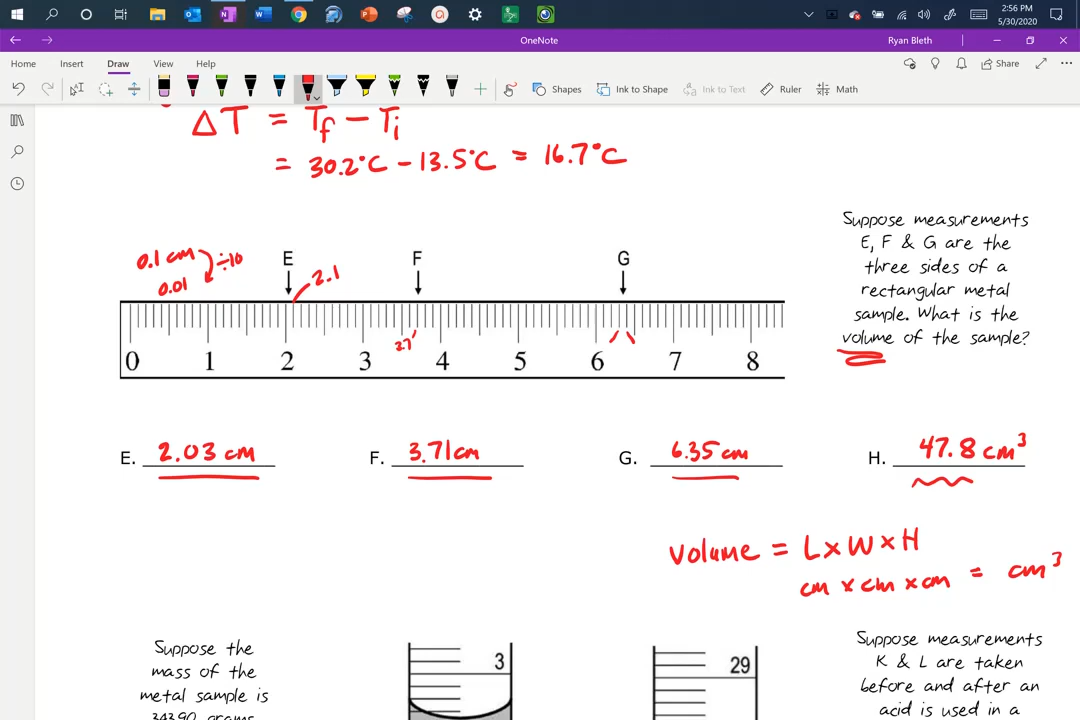 2:56 PM
5/30/2020
OneNote
Ryan Bleth
Home Insert Draw View Help
Share
Shapes Ink to Shape Ink to Text Ruler Math
ΔT = Tf − Ti
= 30.2°C − 13.5°C = 16.7°C
Suppose measurements
E, F & G are the
three sides of a
rectangular metal
sample. What is the
volume of the sample?
0.1 cm ÷10
0.01
E
2.1
F
G
0 1 2 3 4 5 6 7 8
E. 2.03 cm
F. 3.71 cm
G. 6.35 cm
H. 47.8 cm³
Volume = L×W×H
cm × cm × cm = cm³
Suppose the
mass of the
metal sample is
343.90 grams
3
29
Suppose measurements
K & L are taken
before and after an
acid is used in a